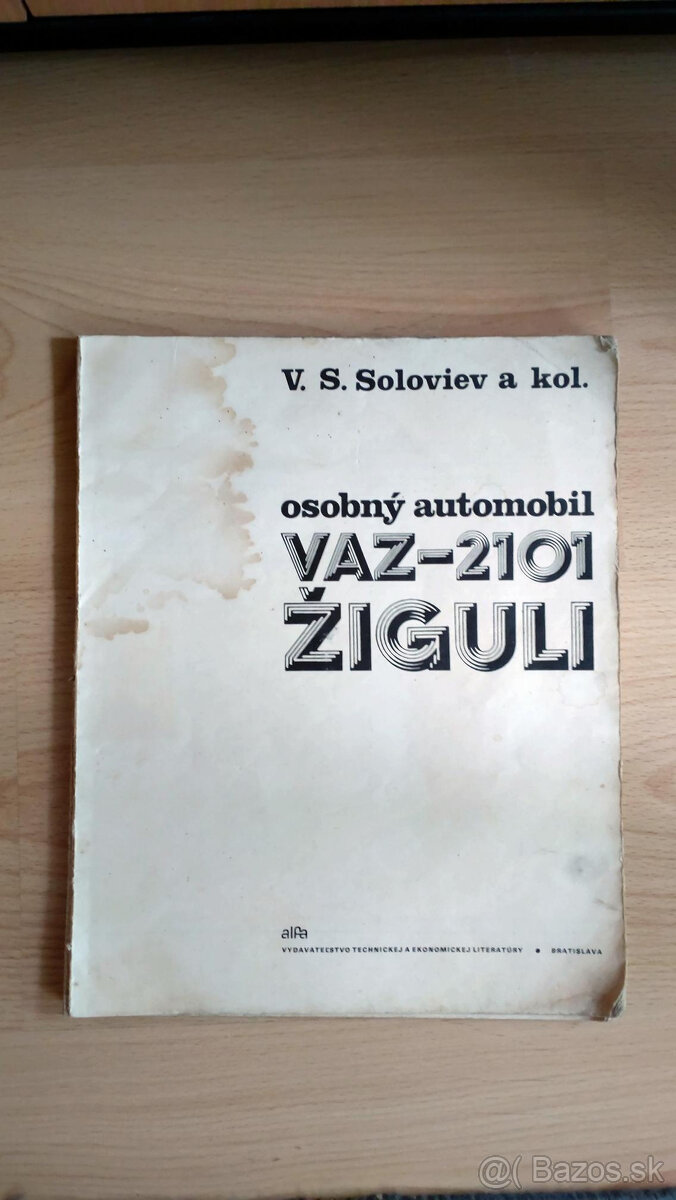 V. S. Soloviev a kol.
osobný automobil
VAZ-2101
ŽIGULI
alfa
VYDAVATEĽSTVO TECHNICKEJ A EKONOMICKEJ LITERATÚRY • BRATISLAVA
@( Bazos.sk